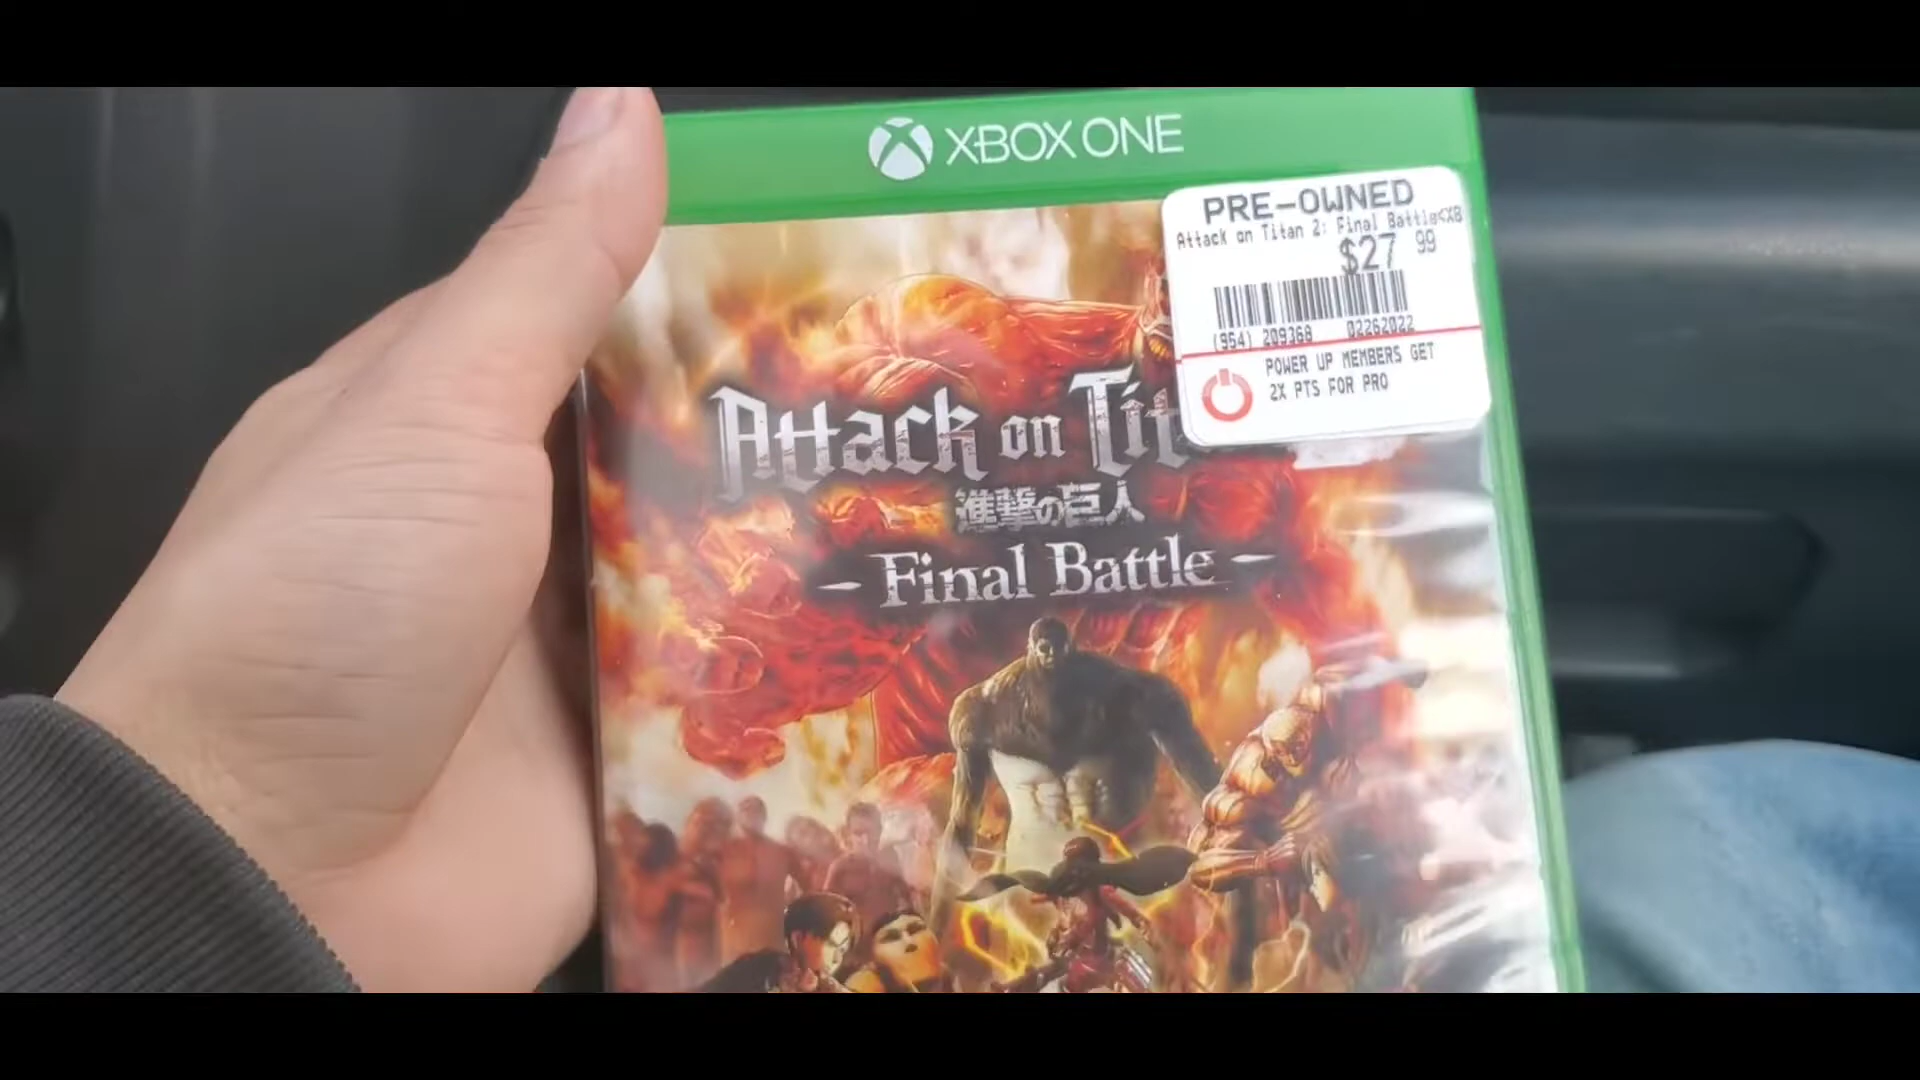 XBOX ONE
PRE-OWNED
Attack on Titan 2: Final Battle<XB
$27 99
(954) 209368 02262022
POWER UP MEMBERS GET
2X PTS FOR PRO
Attack on Tit
進撃の巨人
- Final Battle -